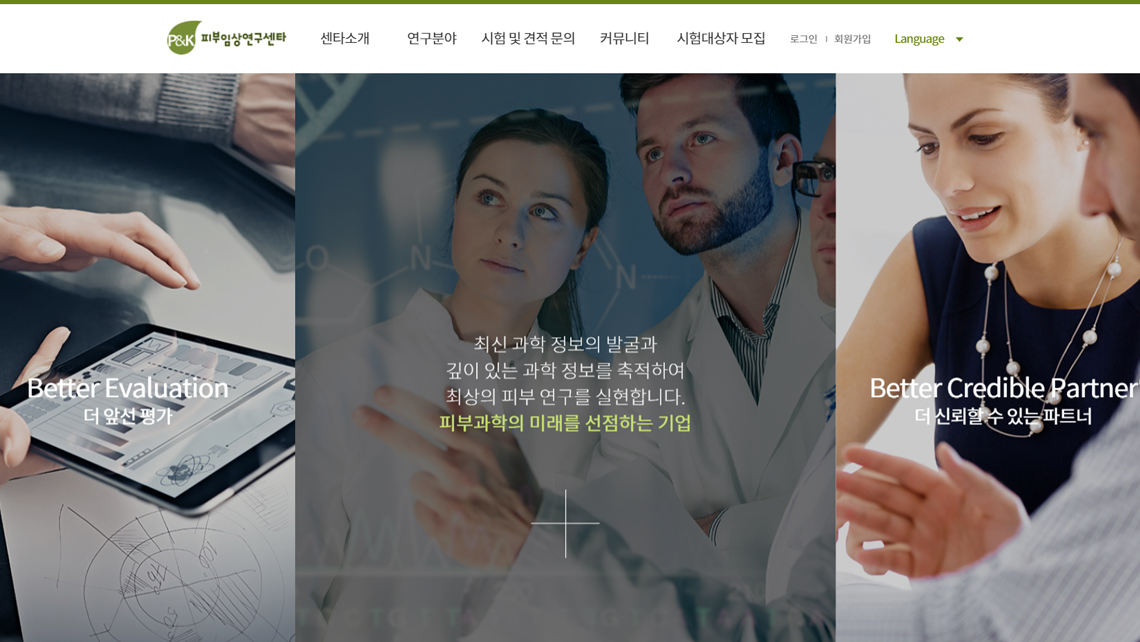 P&K 피부임상연구센타
센타소개 연구분야 시험 및 견적 문의 커뮤니티 시험대상자 모집 로그인 회원가입 Language
Better Evaluation
더 앞선 평가
최신 과학 정보의 발굴과
깊이 있는 과학 정보를 축적하여
최상의 피부 연구를 실현합니다.
피부과학의 미래를 선점하는 기업
Better Credible Partner
더 신뢰할 수 있는 파트너
O N N